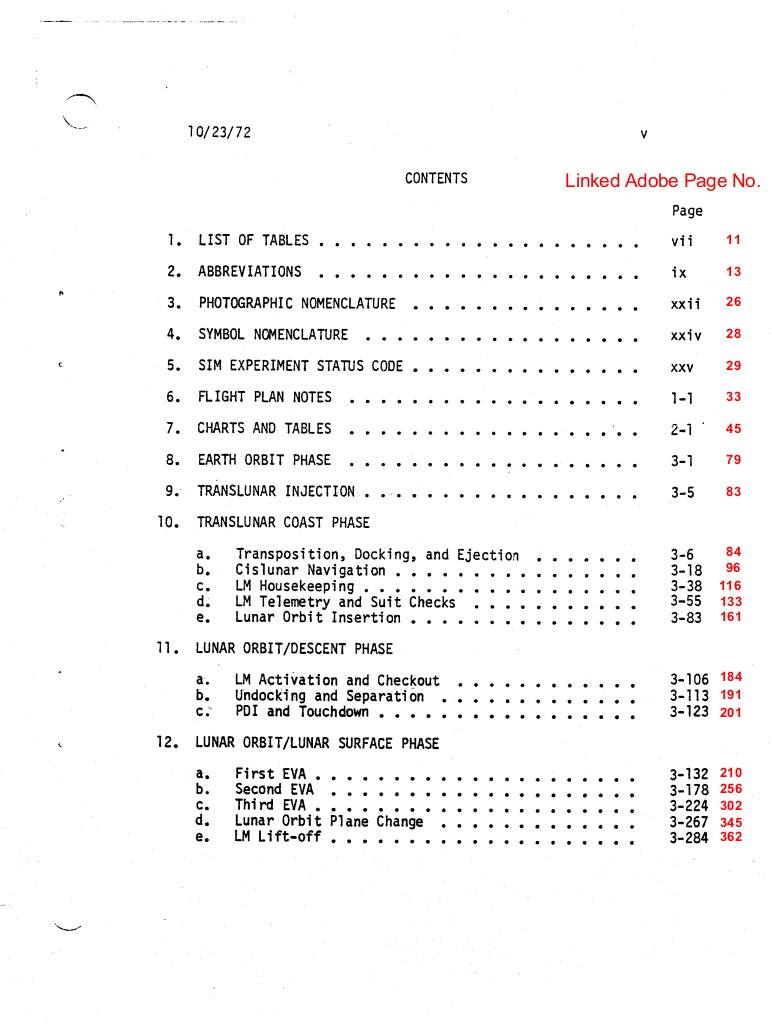 10/23/72 v
CONTENTS Linked Adobe Page No.
Page
1. LIST OF TABLES . . . . . . . . . . . . . . . . . . . . . vii 11
2. ABBREVIATIONS . . . . . . . . . . . . . . . . . . . . . ix 13
3. PHOTOGRAPHIC NOMENCLATURE . . . . . . . . . . . . . . . xxii 26
4. SYMBOL NOMENCLATURE . . . . . . . . . . . . . . . . . . xxiv 28
5. SIM EXPERIMENT STATUS CODE . . . . . . . . . . . . . . . xxv 29
6. FLIGHT PLAN NOTES . . . . . . . . . . . . . . . . . . . 1-1 33
7. CHARTS AND TABLES . . . . . . . . . . . . . . . . . . . 2-1 45
8. EARTH ORBIT PHASE . . . . . . . . . . . . . . . . . . . 3-1 79
9. TRANSLUNAR INJECTION . . . . . . . . . . . . . . . . . . 3-5 83
10. TRANSLUNAR COAST PHASE
a. Transposition, Docking, and Ejection . . . . . . . 3-6 84
b. Cislunar Navigation . . . . . . . . . . . . . . . . 3-18 96
c. LM Housekeeping . . . . . . . . . . . . . . . . . . 3-38 116
d. LM Telemetry and Suit Checks . . . . . . . . . . . 3-55 133
e. Lunar Orbit Insertion . . . . . . . . . . . . . . . 3-83 161
11. LUNAR ORBIT/DESCENT PHASE
a. LM Activation and Checkout . . . . . . . . . . . . 3-106 184
b. Undocking and Separation . . . . . . . . . . . . . 3-113 191
c. PDI and Touchdown . . . . . . . . . . . . . . . . . 3-123 201
12. LUNAR ORBIT/LUNAR SURFACE PHASE
a. First EVA . . . . . . . . . . . . . . . . . . . . . 3-132 210
b. Second EVA . . . . . . . . . . . . . . . . . . . . 3-178 256
c. Third EVA . . . . . . . . . . . . . . . . . . . . . 3-224 302
d. Lunar Orbit Plane Change . . . . . . . . . . . . . 3-267 345
e. LM Lift-off . . . . . . . . . . . . . . . . . . . . 3-284 362